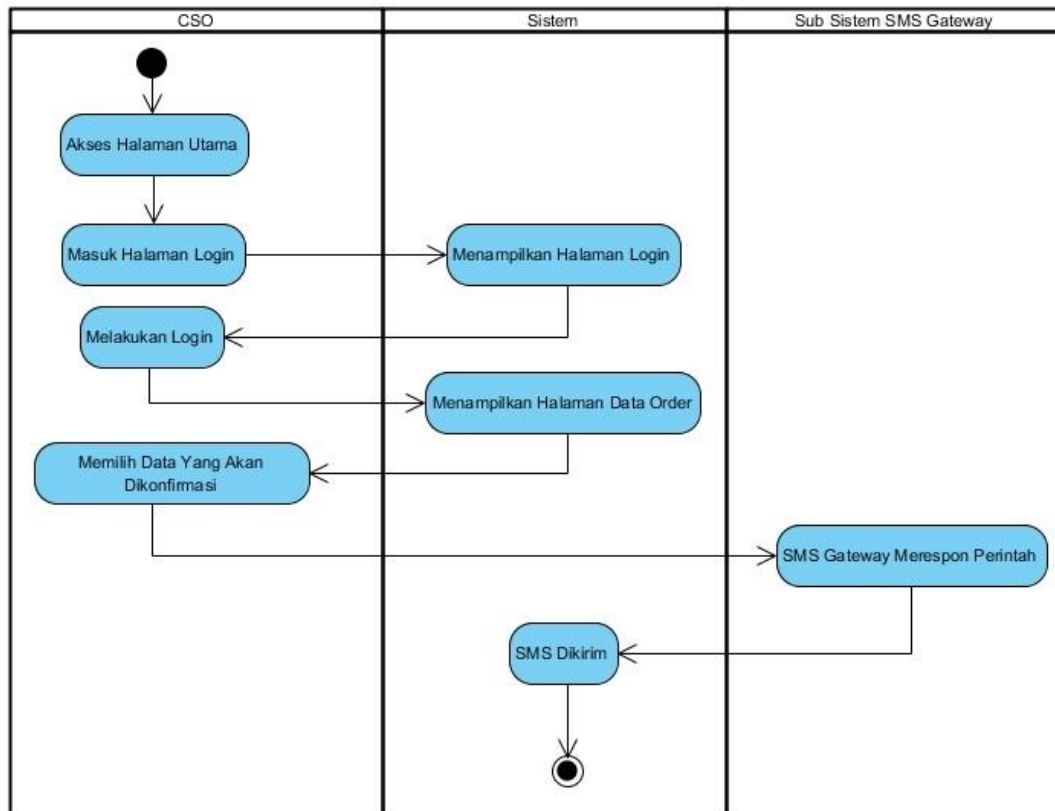 CSO
Sistem
Sub Sistem SMS Gateway
Akses Halaman Utama
Masuk Halaman Login
Menampilkan Halaman Login
Melakukan Login
Menampilkan Halaman Data Order
Memilih Data Yang Akan
Dikonfirmasi
SMS Gateway Merespon Perintah
SMS Dikirim